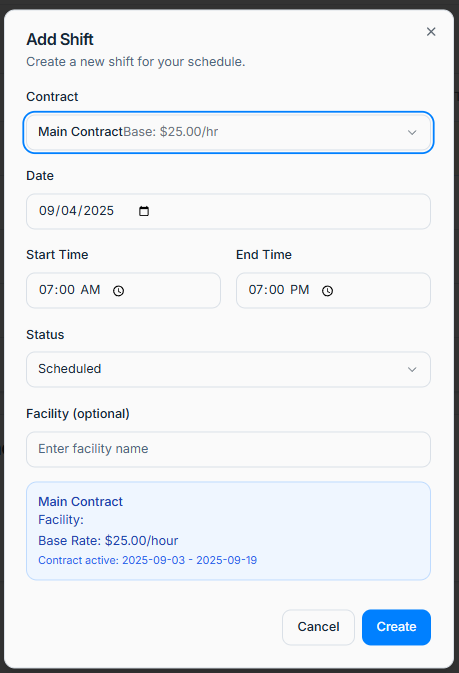 Add Shift
Create a new shift for your schedule.
Contract
Main ContractBase: $25.00/hr
Date
09/04/2025
Start Time End Time
07:00 AM 07:00 PM
Status
Scheduled
Facility (optional)
Enter facility name
Main Contract
Facility:
Base Rate: $25.00/hour
Contract active: 2025-09-03 - 2025-09-19
Cancel Create